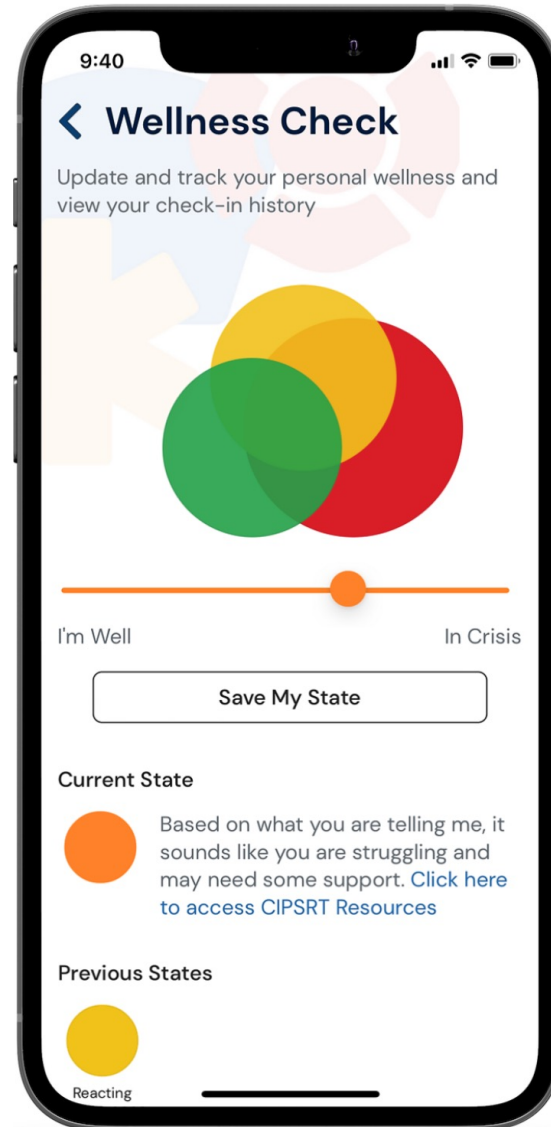 9:40
Wellness Check
Update and track your personal wellness and
view your check-in history
I'm Well
In Crisis
Save My State
Current State
Based on what you are telling me, it
sounds like you are struggling and
may need some support. Click here
to access CIPSRT Resources
Previous States
Reacting